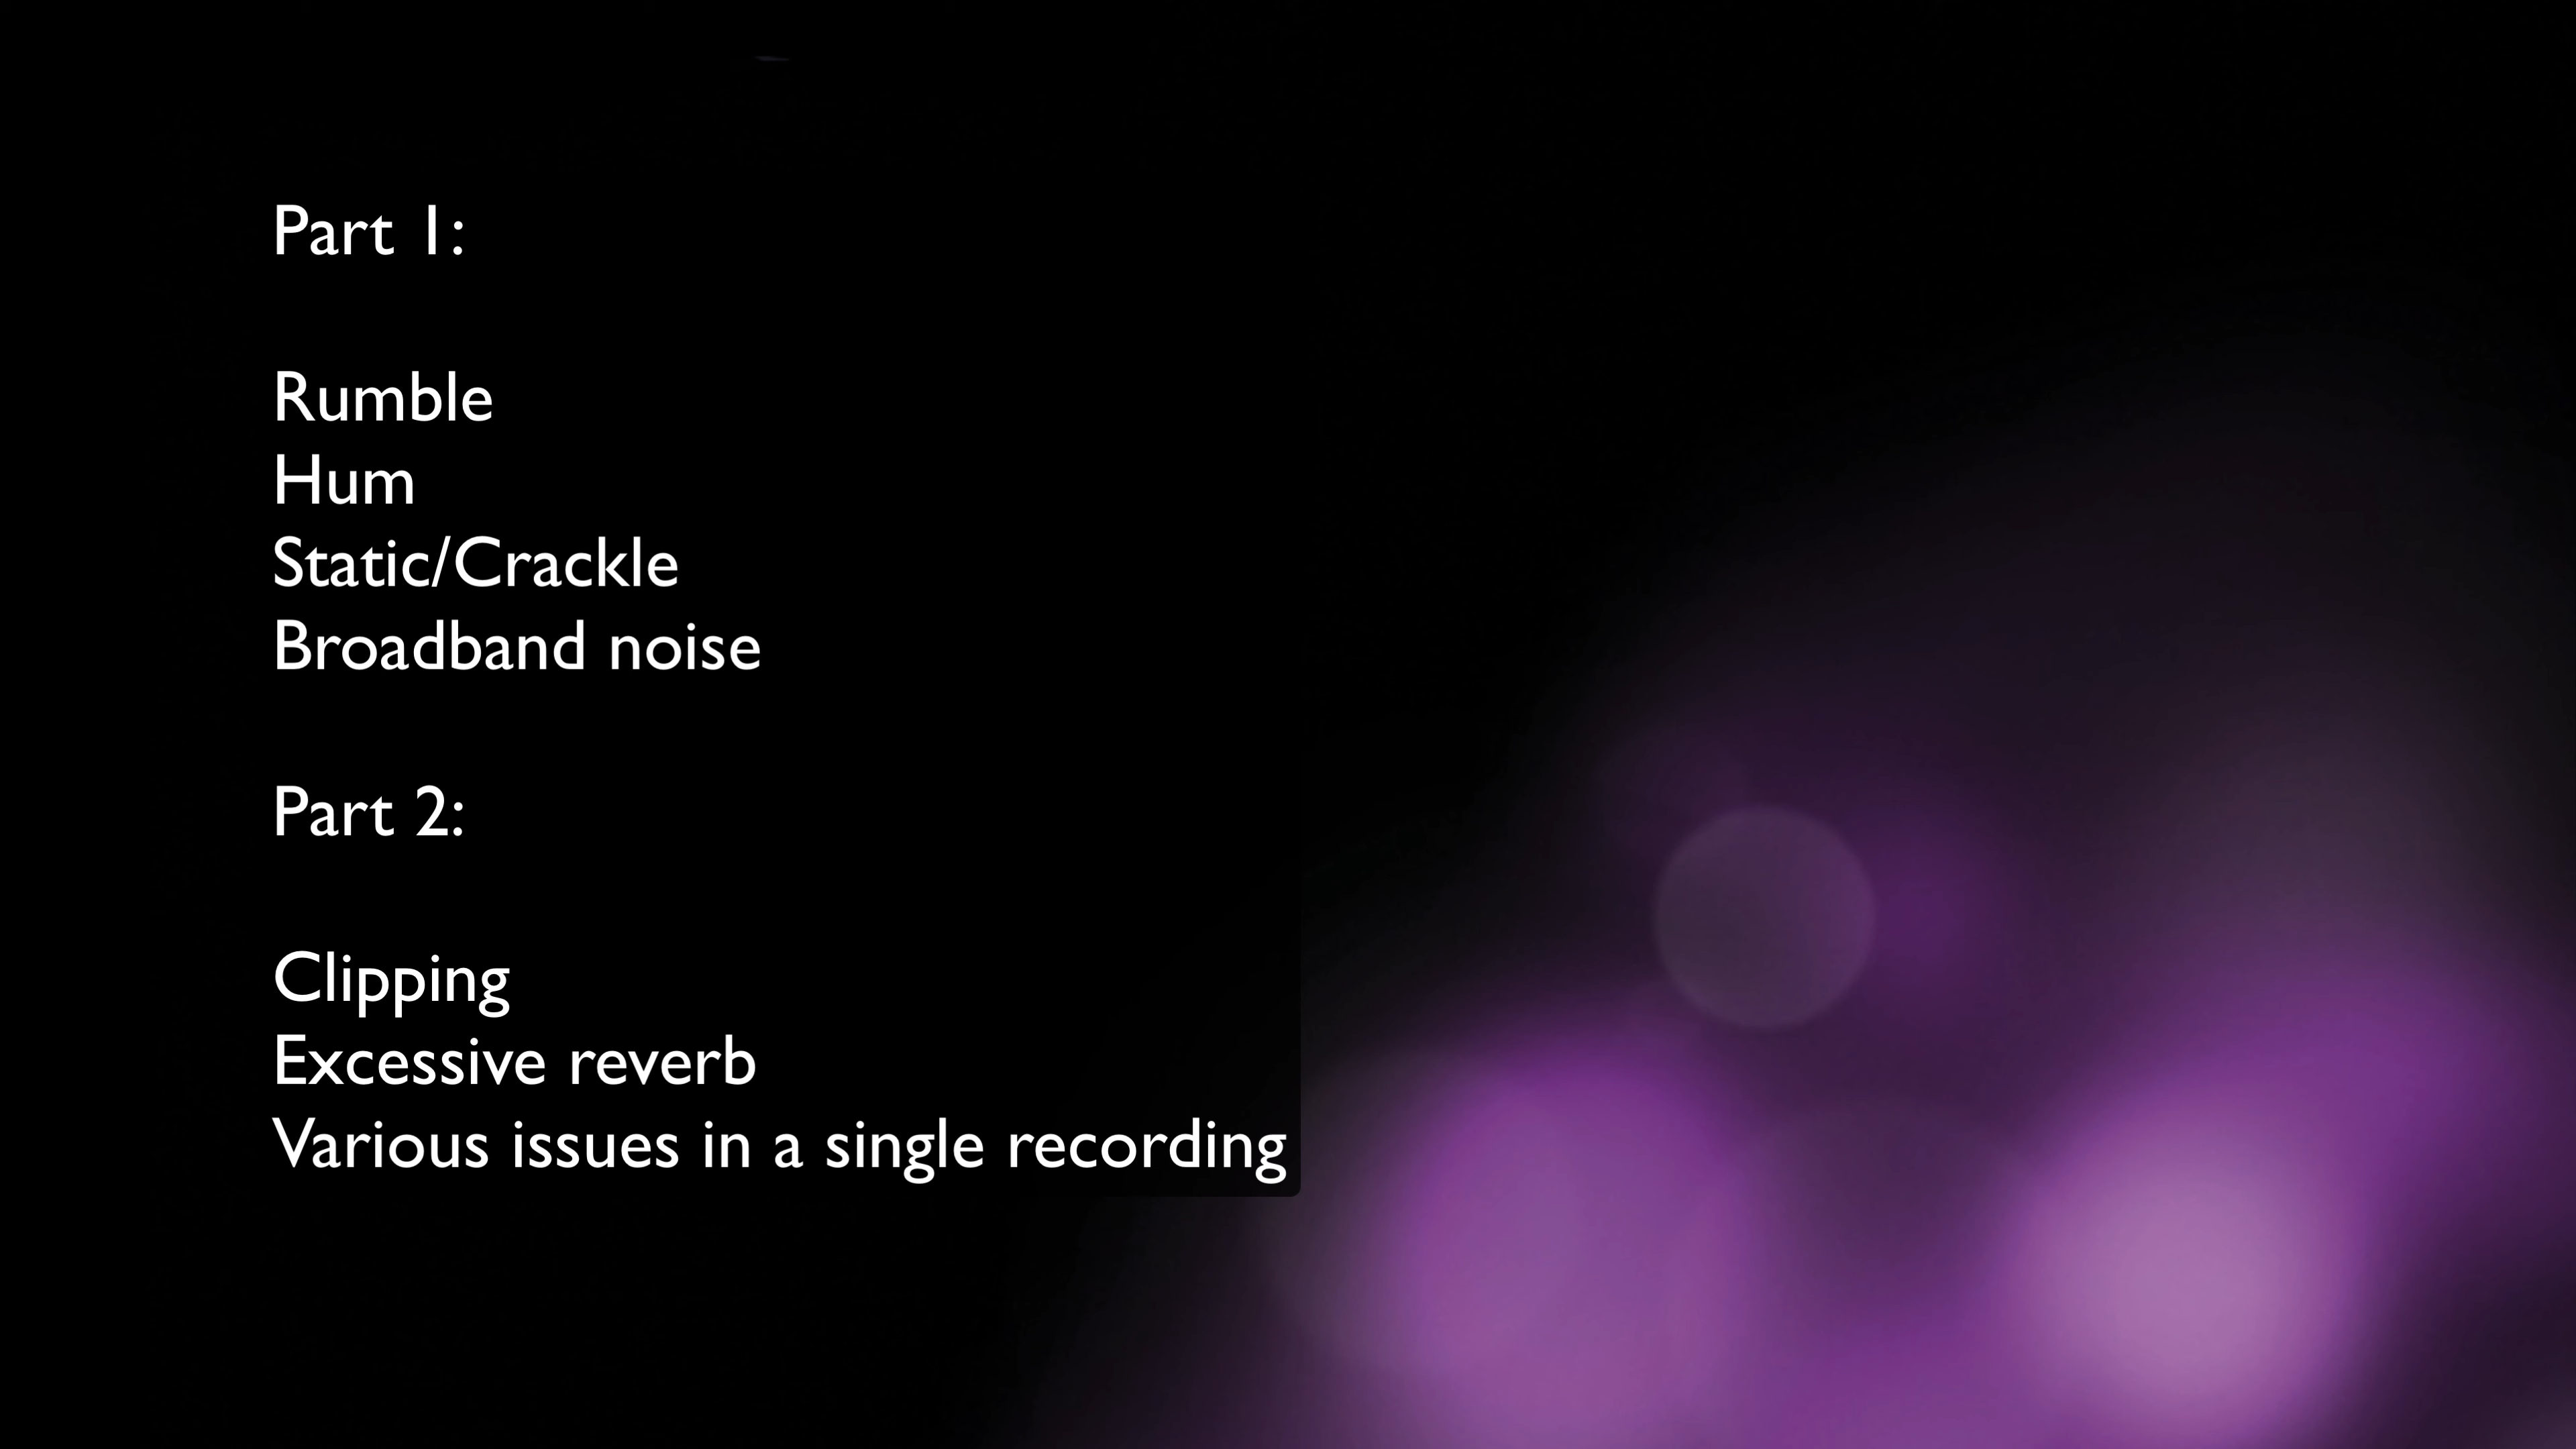 Part 1:
Rumble
Hum
Static/Crackle
Broadband noise
Part 2:
Clipping
Excessive reverb
Various issues in a single recording